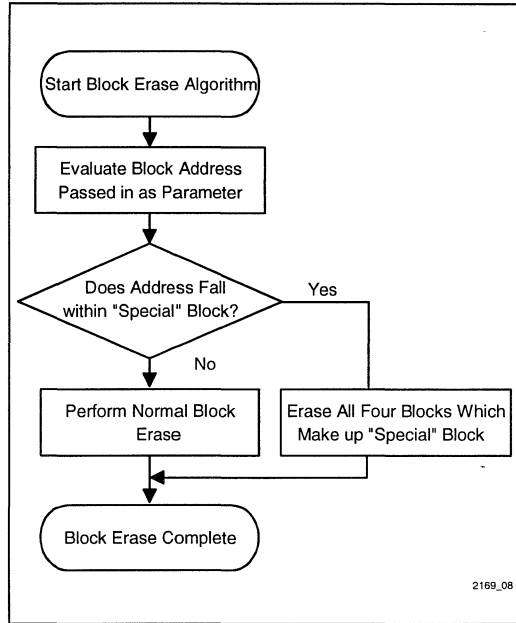 Start Block Erase Algorithm
Evaluate Block Address
Passed in as Parameter
Does Address Fall
within "Special" Block?
Yes
No
Perform Normal Block
Erase
Erase All Four Blocks Which
Make up "Special" Block
Block Erase Complete
2169_08